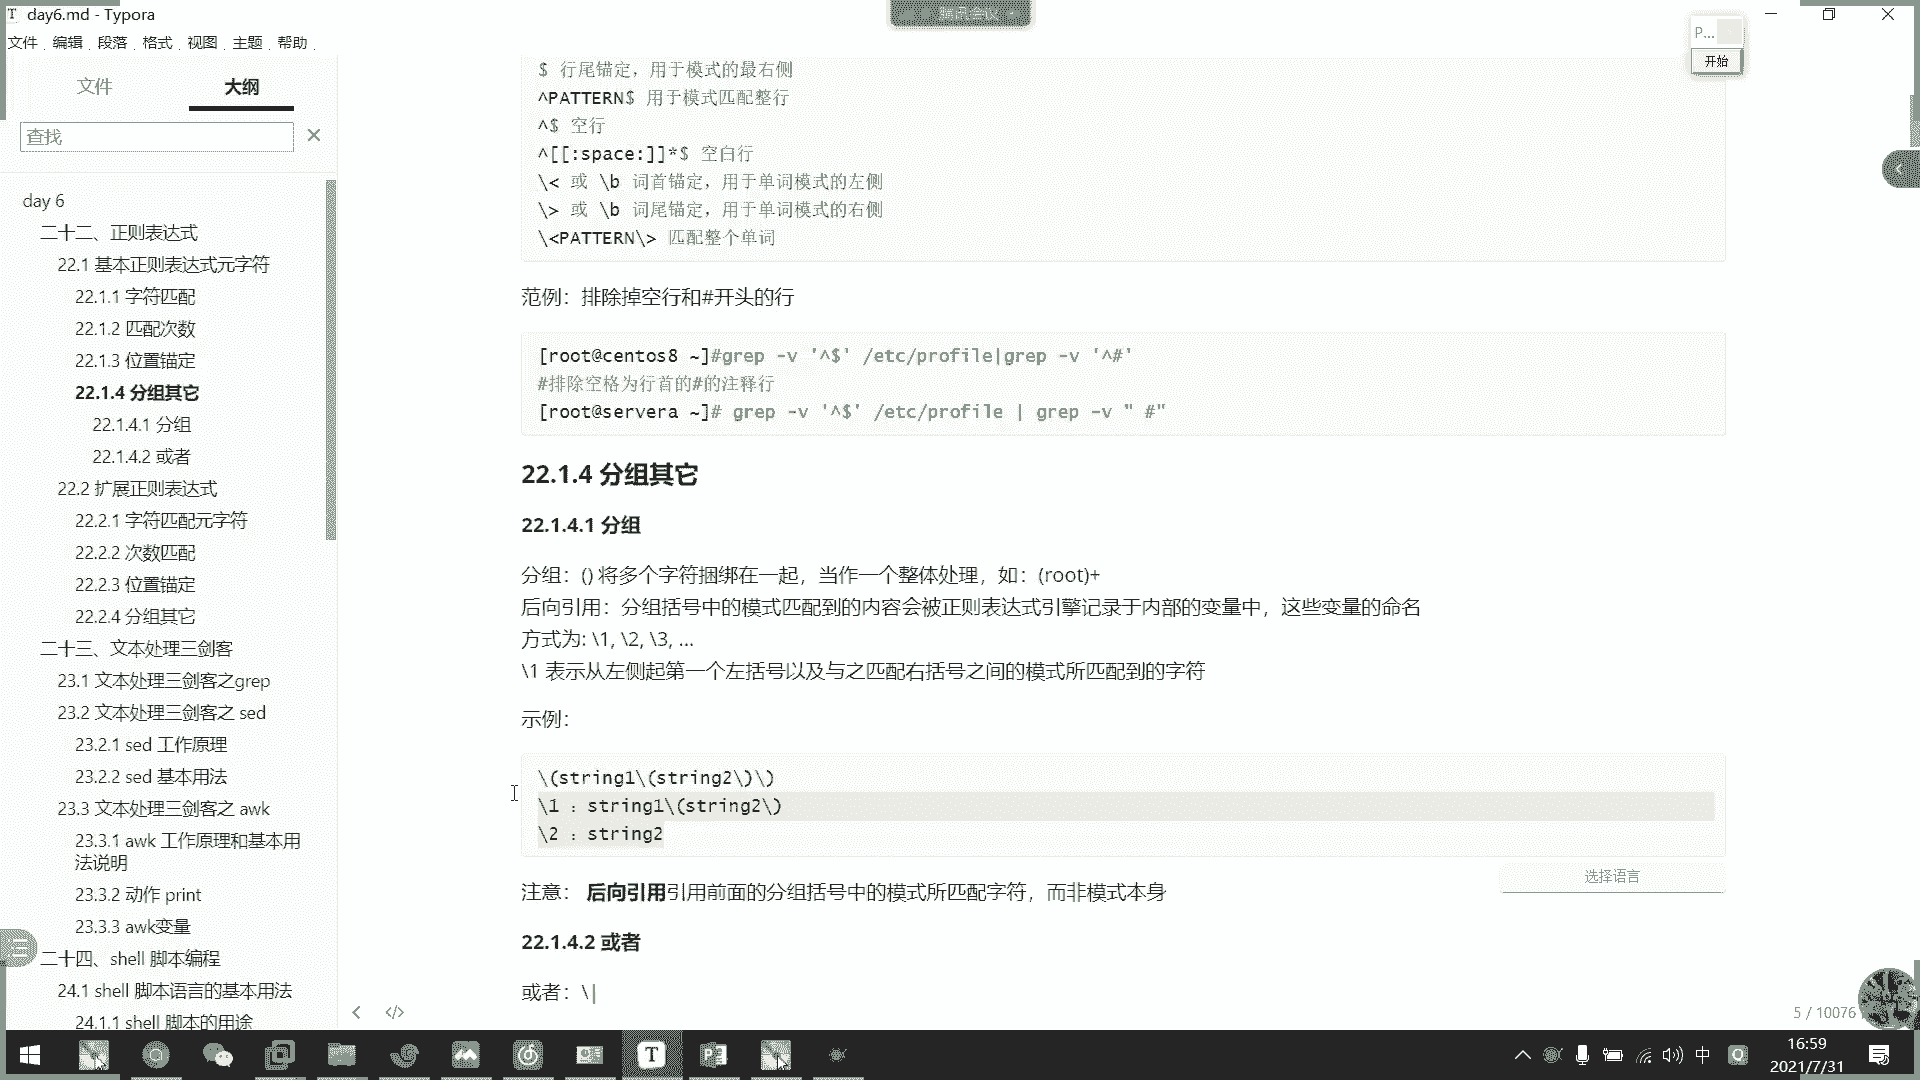 day6.md - Typora
腾讯会议
文件 编辑 段落 格式 视图 主题 帮助
P...
开始
文件
大纲
查找
day 6
二十二、正则表达式
22.1 基本正则表达式元字符
22.1.1 字符匹配
22.1.2 匹配次数
22.1.3 位置锚定
22.1.4 分组其它
22.1.4.1 分组
22.1.4.2 或者
22.2 扩展正则表达式
22.2.1 字符匹配元字符
22.2.2 次数匹配
22.2.3 位置锚定
22.2.4 分组其它
二十三、文本处理三剑客
23.1 文本处理三剑客之grep
23.2 文本处理三剑客之 sed
23.2.1 sed 工作原理
23.2.2 sed 基本用法
23.3 文本处理三剑客之 awk
23.3.1 awk 工作原理和基本用
法说明
23.3.2 动作 print
23.3.3 awk变量
二十四、shell 脚本编程
24.1 shell 脚本语言的基本用法
24.1.1 shell 脚本的用途
$ 行尾锚定，用于模式的最右侧
^PATTERN$ 用于模式匹配整行
^$ 空行
^[[:space:]]*$ 空白行
\< 或 \b 词首锚定，用于单词模式的左侧
\> 或 \b 词尾锚定，用于单词模式的右侧
\<PATTERN\> 匹配整个单词
范例：排除掉空行和#开头的行
[root@centos8 ~]#grep -v '^$' /etc/profile|grep -v '^#'
#排除空格为行首的#的注释行
[root@servera ~]# grep -v '^$' /etc/profile | grep -v " #"
22.1.4 分组其它
22.1.4.1 分组
分组：() 将多个字符捆绑在一起，当作一个整体处理，如：(root)+
后向引用：分组括号中的模式匹配到的内容会被正则表达式引擎记录于内部的变量中，这些变量的命名
方式为: \1, \2, \3, ...
\1 表示从左侧起第一个左括号以及与之匹配右括号之间的模式所匹配到的字符
示例：
\(string1\(string2\)\)
\1 ：string1\(string2\)
\2 ：string2
选择语言
注意： 后向引用引用前面的分组括号中的模式所匹配字符，而非模式本身
22.1.4.2 或者
或者：\|
5 / 10076
中
16:59
2021/7/31